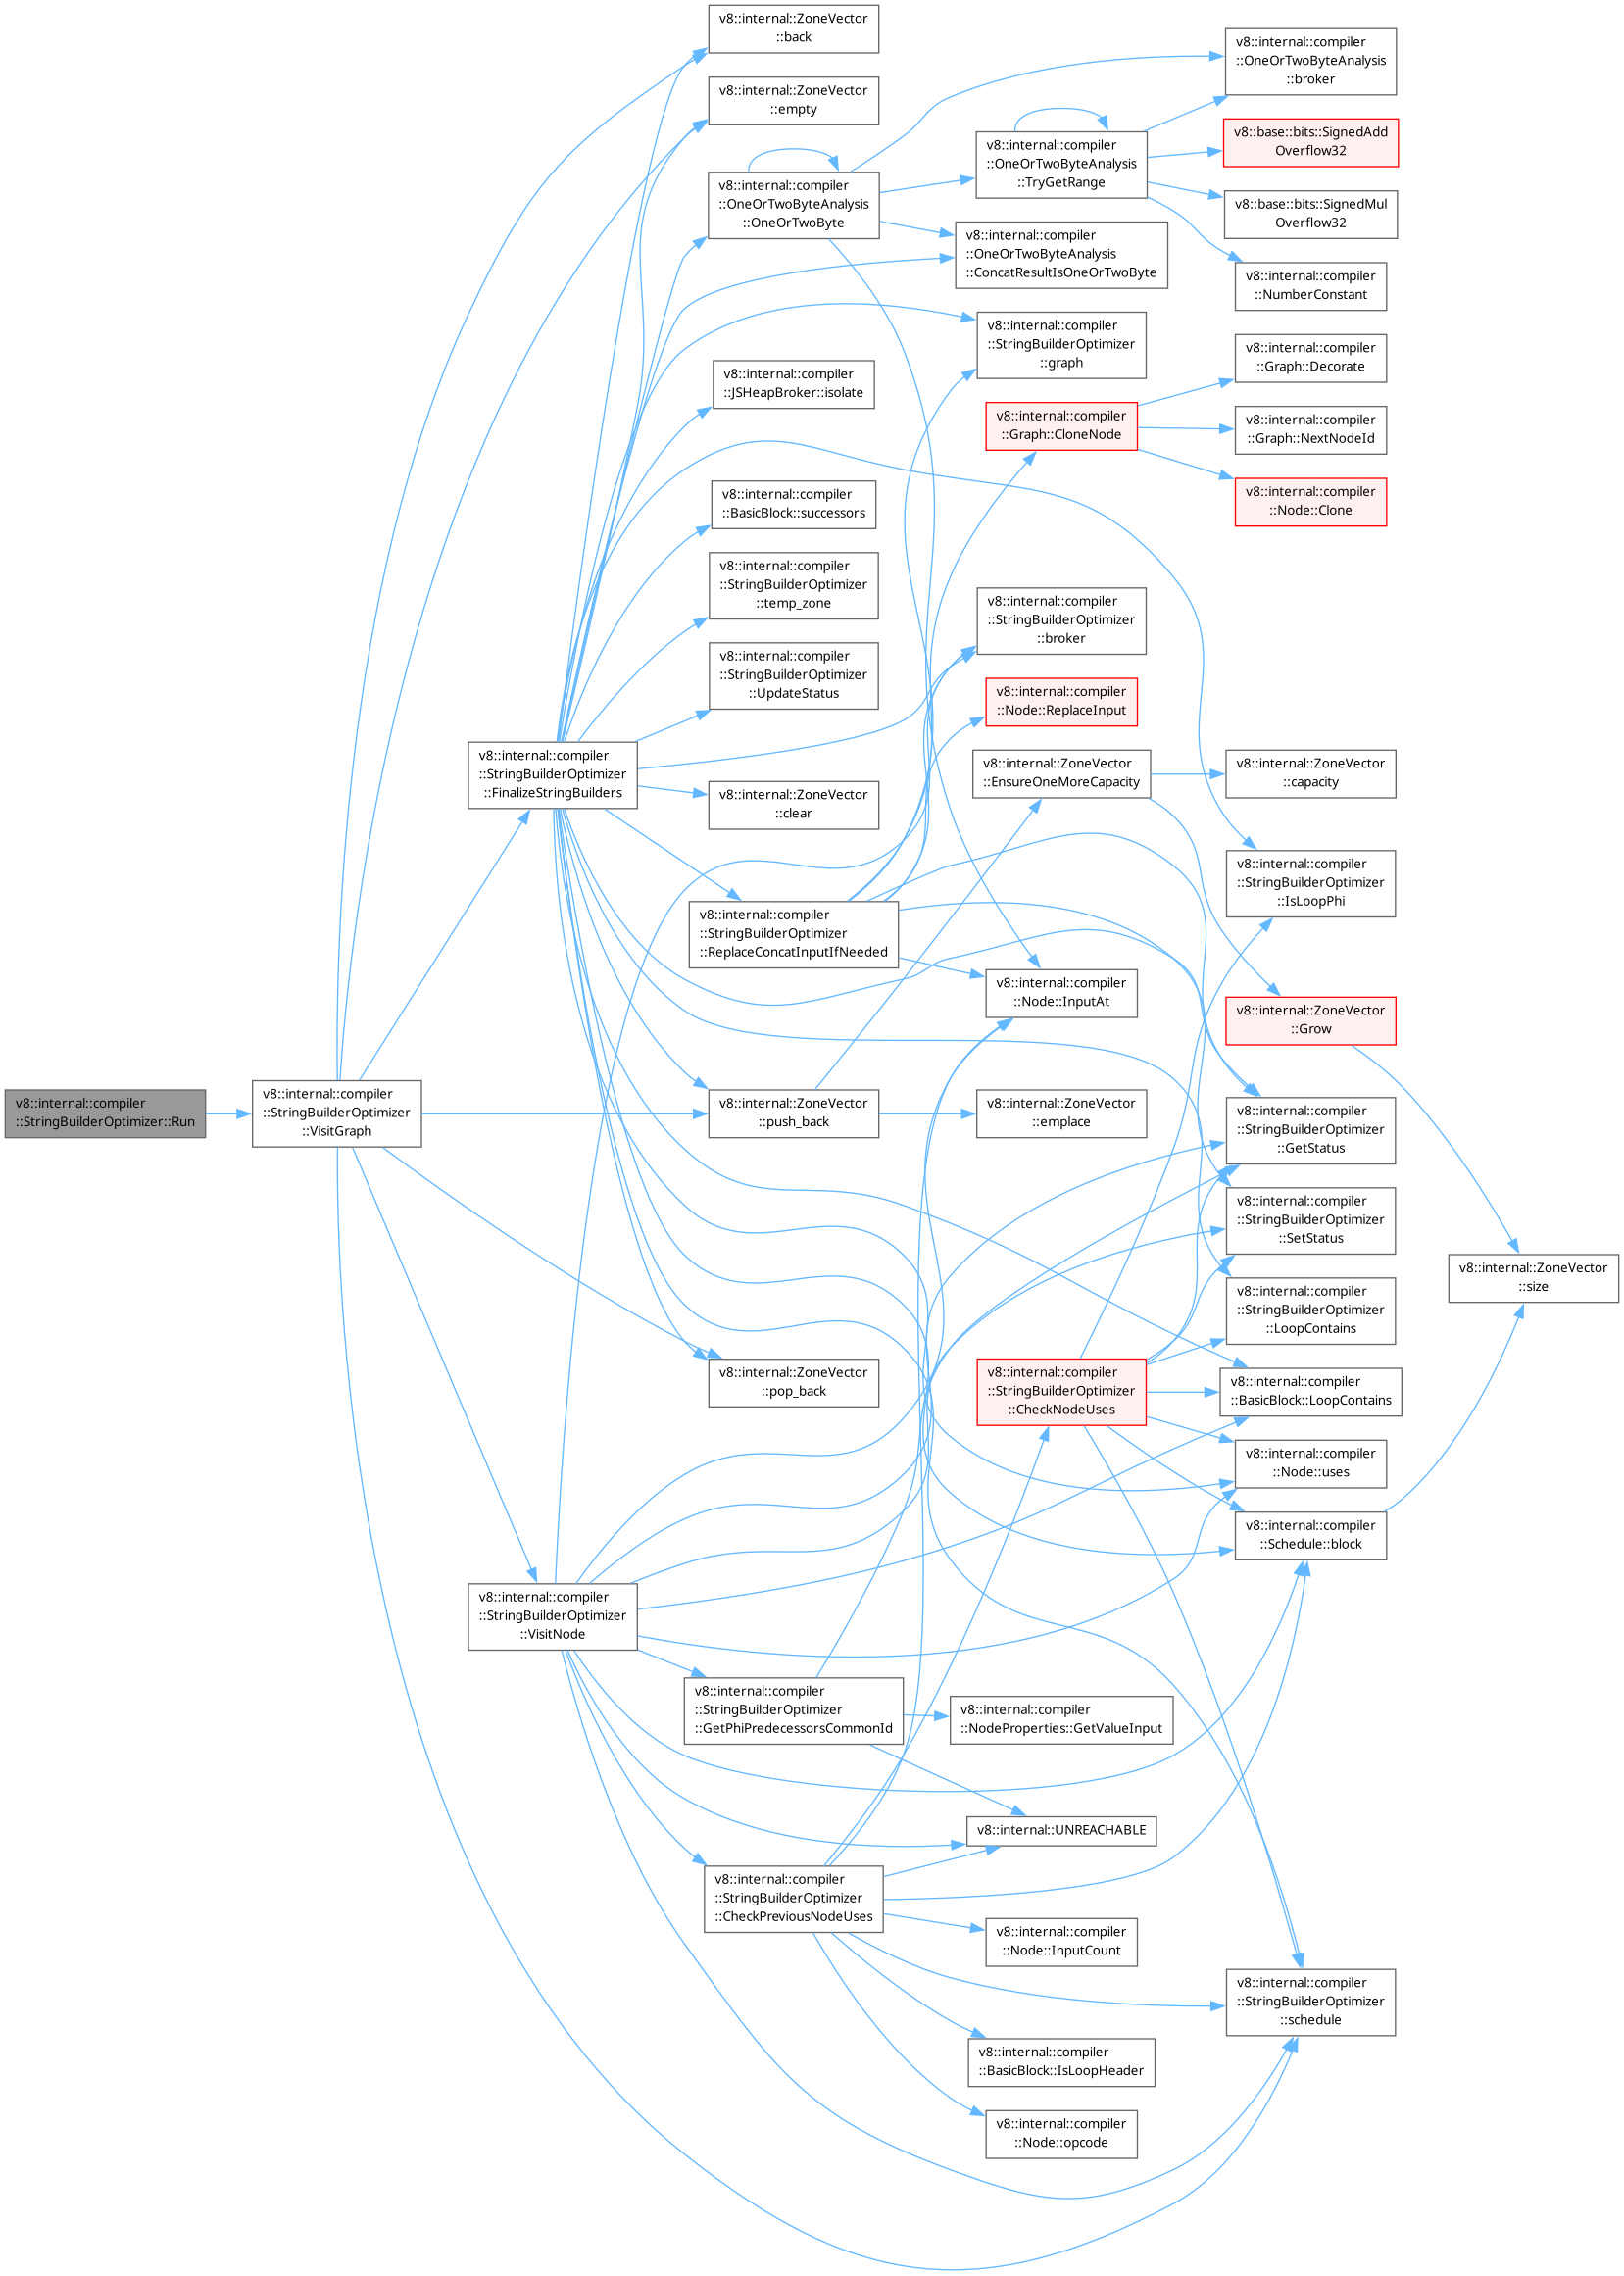 v8::internal::compiler
::StringBuilderOptimizer::Run
v8::internal::compiler
::StringBuilderOptimizer
::VisitGraph
v8::internal::compiler
::StringBuilderOptimizer
::FinalizeStringBuilders
v8::internal::compiler
::StringBuilderOptimizer
::VisitNode
v8::internal::ZoneVector
::back
v8::internal::ZoneVector
::empty
v8::internal::compiler
::OneOrTwoByteAnalysis
::OneOrTwoByte
v8::internal::compiler
::JSHeapBroker::isolate
v8::internal::compiler
::BasicBlock::successors
v8::internal::compiler
::StringBuilderOptimizer
::temp_zone
v8::internal::compiler
::StringBuilderOptimizer
::UpdateStatus
v8::internal::ZoneVector
::clear
v8::internal::compiler
::StringBuilderOptimizer
::ReplaceConcatInputIfNeeded
v8::internal::ZoneVector
::push_back
v8::internal::ZoneVector
::pop_back
v8::internal::compiler
::StringBuilderOptimizer
::GetPhiPredecessorsCommonId
v8::internal::compiler
::StringBuilderOptimizer
::CheckPreviousNodeUses
v8::internal::compiler
::OneOrTwoByteAnalysis
::TryGetRange
v8::internal::compiler
::OneOrTwoByteAnalysis
::ConcatResultIsOneOrTwoByte
v8::internal::compiler
::StringBuilderOptimizer
::graph
v8::internal::compiler
::Graph::CloneNode
v8::internal::compiler
::StringBuilderOptimizer
::broker
v8::internal::compiler
::Node::ReplaceInput
v8::internal::ZoneVector
::EnsureOneMoreCapacity
v8::internal::compiler
::Node::InputAt
v8::internal::ZoneVector
::emplace
v8::internal::compiler
::StringBuilderOptimizer
::CheckNodeUses
v8::internal::compiler
::NodeProperties::GetValueInput
v8::internal::UNREACHABLE
v8::internal::compiler
::Node::InputCount
v8::internal::compiler
::BasicBlock::IsLoopHeader
v8::internal::compiler
::Node::opcode
v8::internal::compiler
::OneOrTwoByteAnalysis
::broker
v8::base::bits::SignedAdd
Overflow32
v8::base::bits::SignedMul
Overflow32
v8::internal::compiler
::NumberConstant
v8::internal::compiler
::Graph::Decorate
v8::internal::compiler
::Graph::NextNodeId
v8::internal::compiler
::Node::Clone
v8::internal::ZoneVector
::capacity
v8::internal::compiler
::StringBuilderOptimizer
::IsLoopPhi
v8::internal::ZoneVector
::Grow
v8::internal::compiler
::StringBuilderOptimizer
::GetStatus
v8::internal::compiler
::StringBuilderOptimizer
::SetStatus
v8::internal::compiler
::StringBuilderOptimizer
::LoopContains
v8::internal::compiler
::BasicBlock::LoopContains
v8::internal::compiler
::Node::uses
v8::internal::compiler
::Schedule::block
v8::internal::compiler
::StringBuilderOptimizer
::schedule
v8::internal::ZoneVector
::size